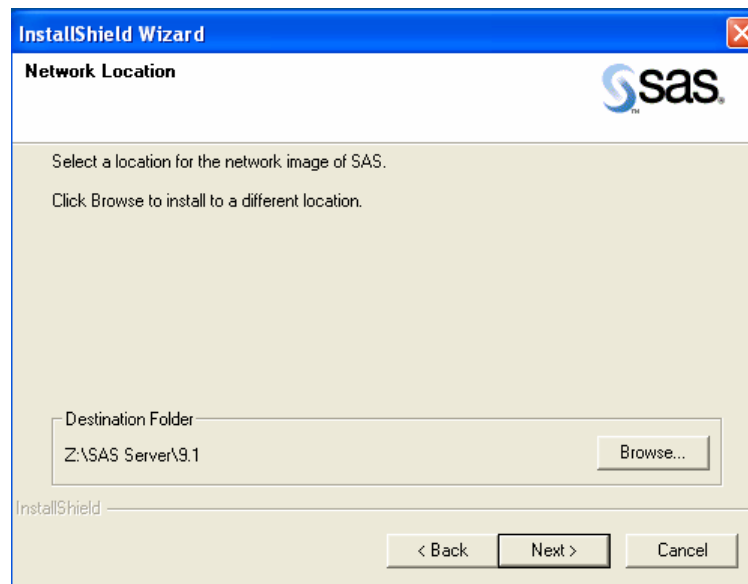 InstallShield Wizard
Network Location
sas.
TM
Select a location for the network image of SAS.
Click Browse to install to a different location.
Destination Folder
Z:\SAS Server\9.1
Browse...
InstallShield
< Back
Next >
Cancel